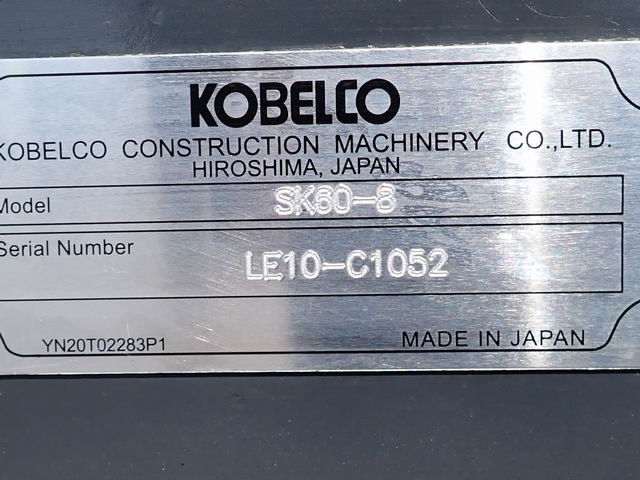 KOBELCO
KOBELCO CONSTRUCTION MACHINERY CO.,LTD.
HIROSHIMA, JAPAN
Model SK60-8
Serial Number LE10-C1052
YN20T02283P1 MADE IN JAPAN